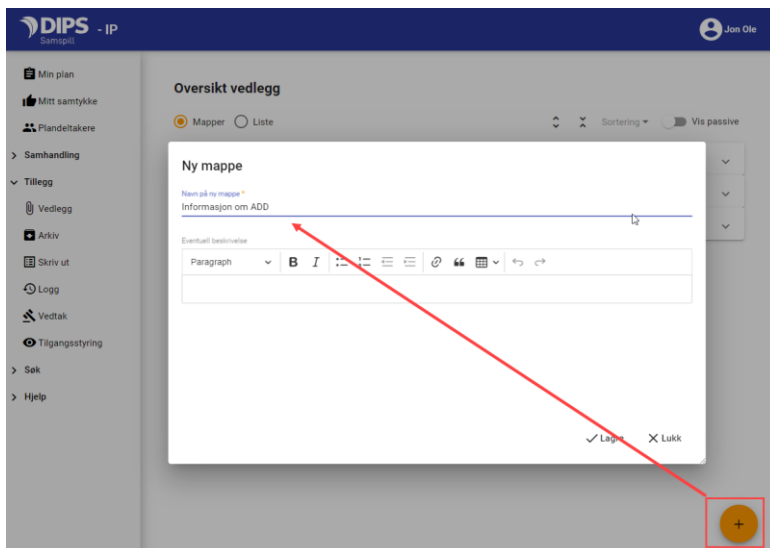 DIPS - IP
Samspill
Jon Ole
Min plan
Mitt samtykke
Plandeltakere
Samhandling
Tillegg
Vedlegg
Arkiv
Skriv ut
Logg
Vedtak
Tilgangsstyring
Søk
Hjelp
Oversikt vedlegg
Mapper Liste Sortering Vis passive
Ny mappe
Navn på ny mappe *
Informasjon om ADD
Eventuell beskrivelse
Paragraph B I
Lagre Lukk
+